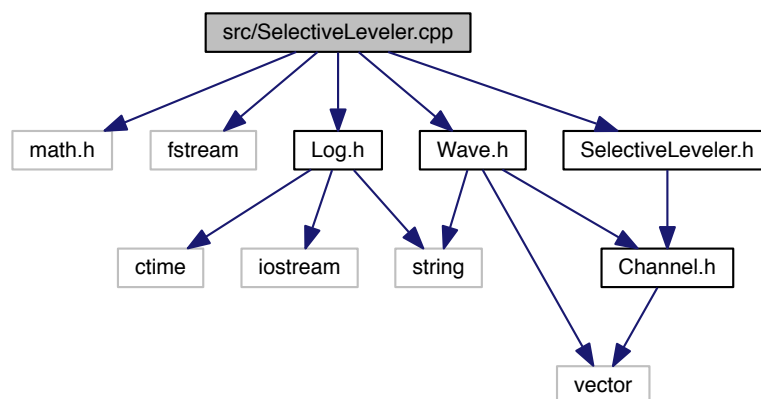 src/SelectiveLeveler.cpp
math.h
fstream
Log.h
Wave.h
SelectiveLeveler.h
ctime
iostream
string
Channel.h
vector